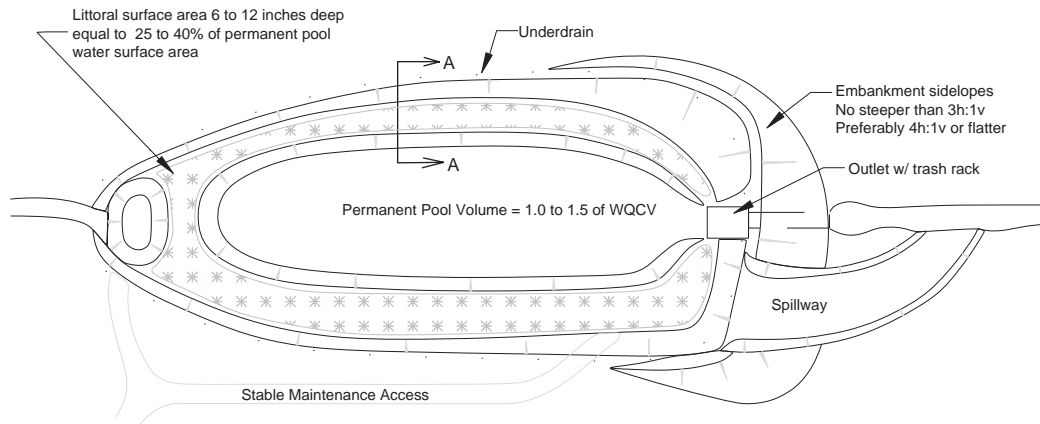 Littoral surface area 6 to 12 inches deep
equal to 25 to 40% of permanent pool
water surface area
A
Underdrain
Embankment sidelopes
No steeper than 3h:1v
Preferably 4h:1v or flatter
A
Outlet w/ trash rack
Permanent Pool Volume = 1.0 to 1.5 of WQCV
Spillway
Stable Maintenance Access